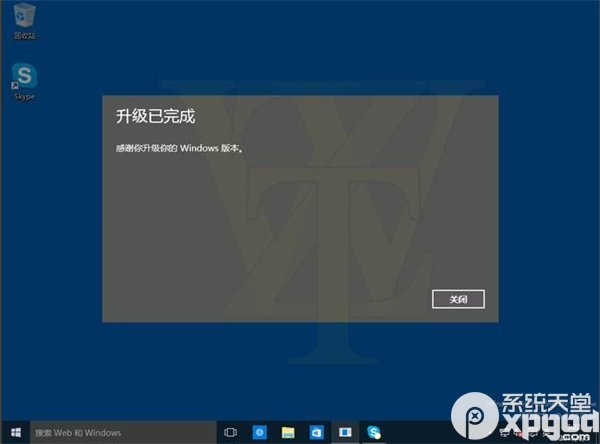 回收站
Skype
升级已完成
感谢你升级你的 Windows 版本。
关闭
搜索 Web 和 Windows
系统天堂
xpgod
.com